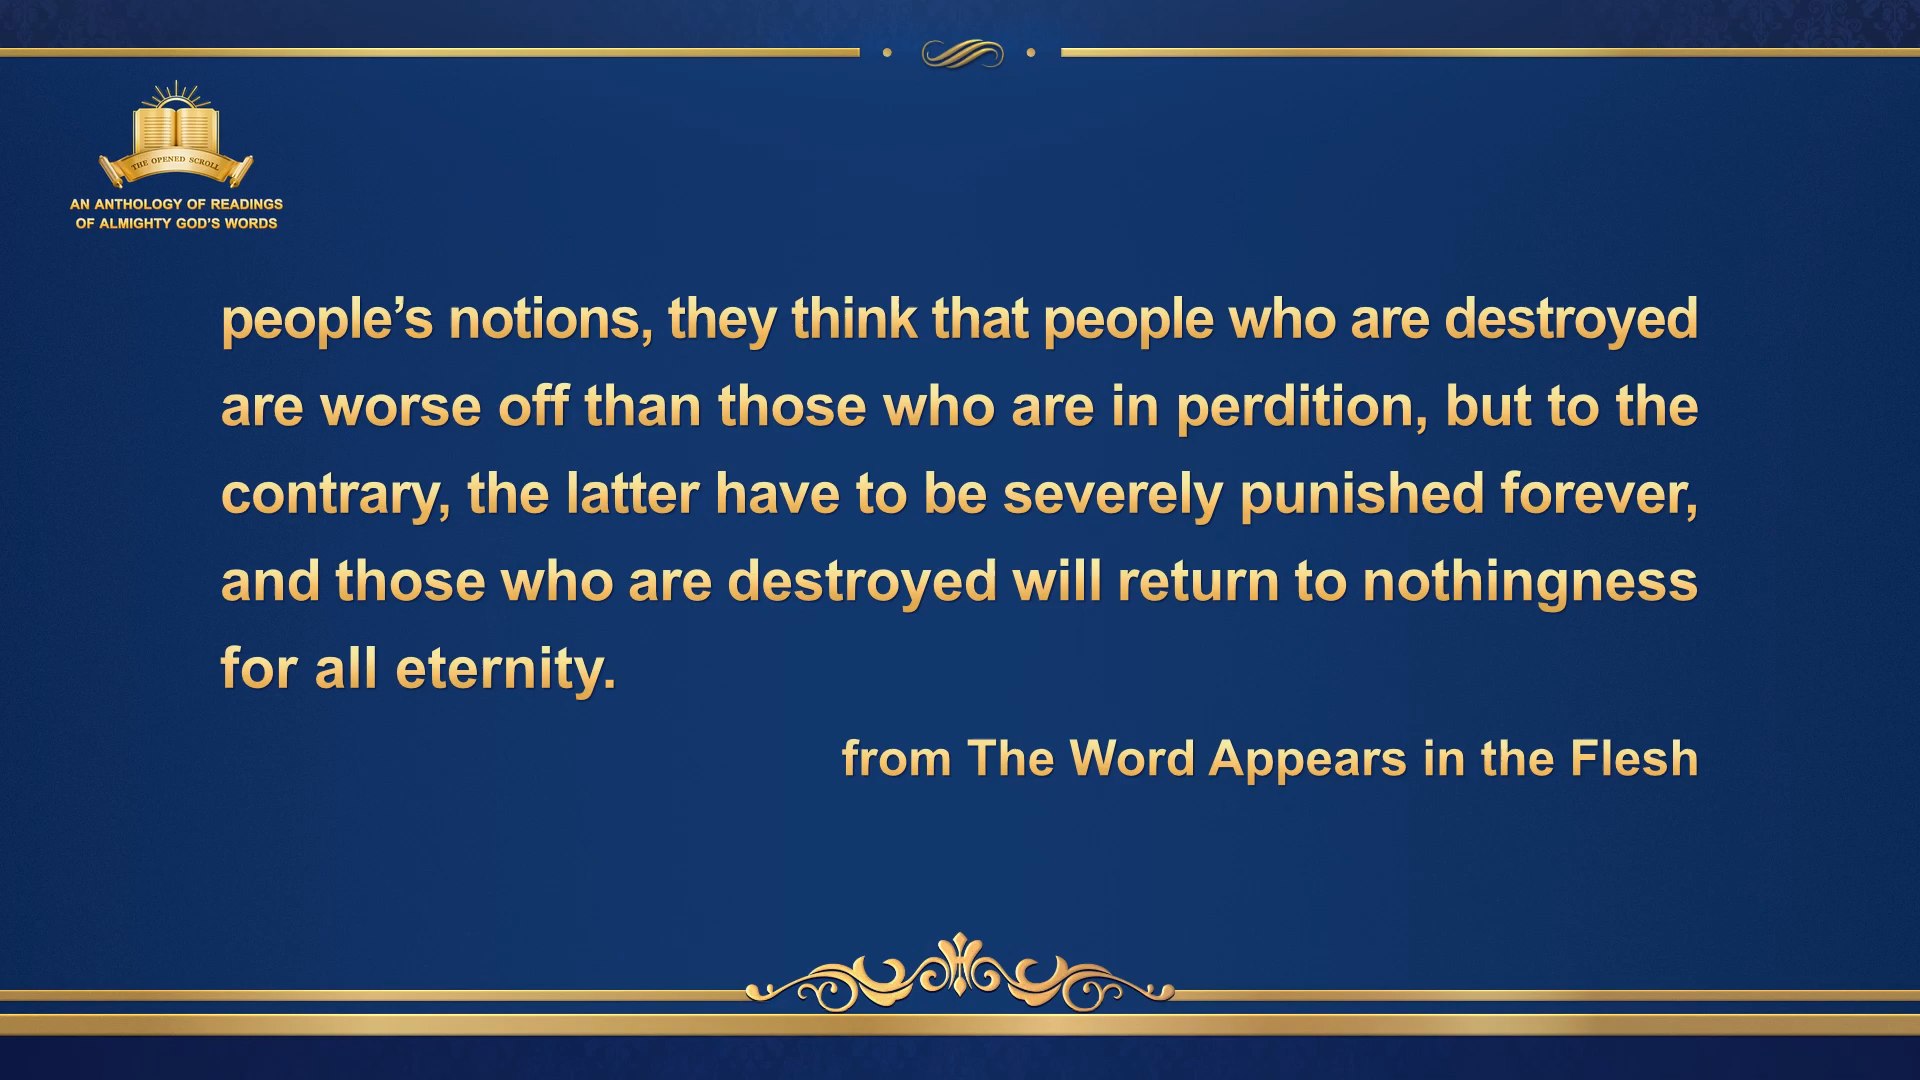 THE OPENED SCROLL
AN ANTHOLOGY OF READINGS
OF ALMIGHTY GOD'S WORDS
people’s notions, they think that people who are destroyed
are worse off than those who are in perdition, but to the
contrary, the latter have to be severely punished forever,
and those who are destroyed will return to nothingness
for all eternity.
from The Word Appears in the Flesh